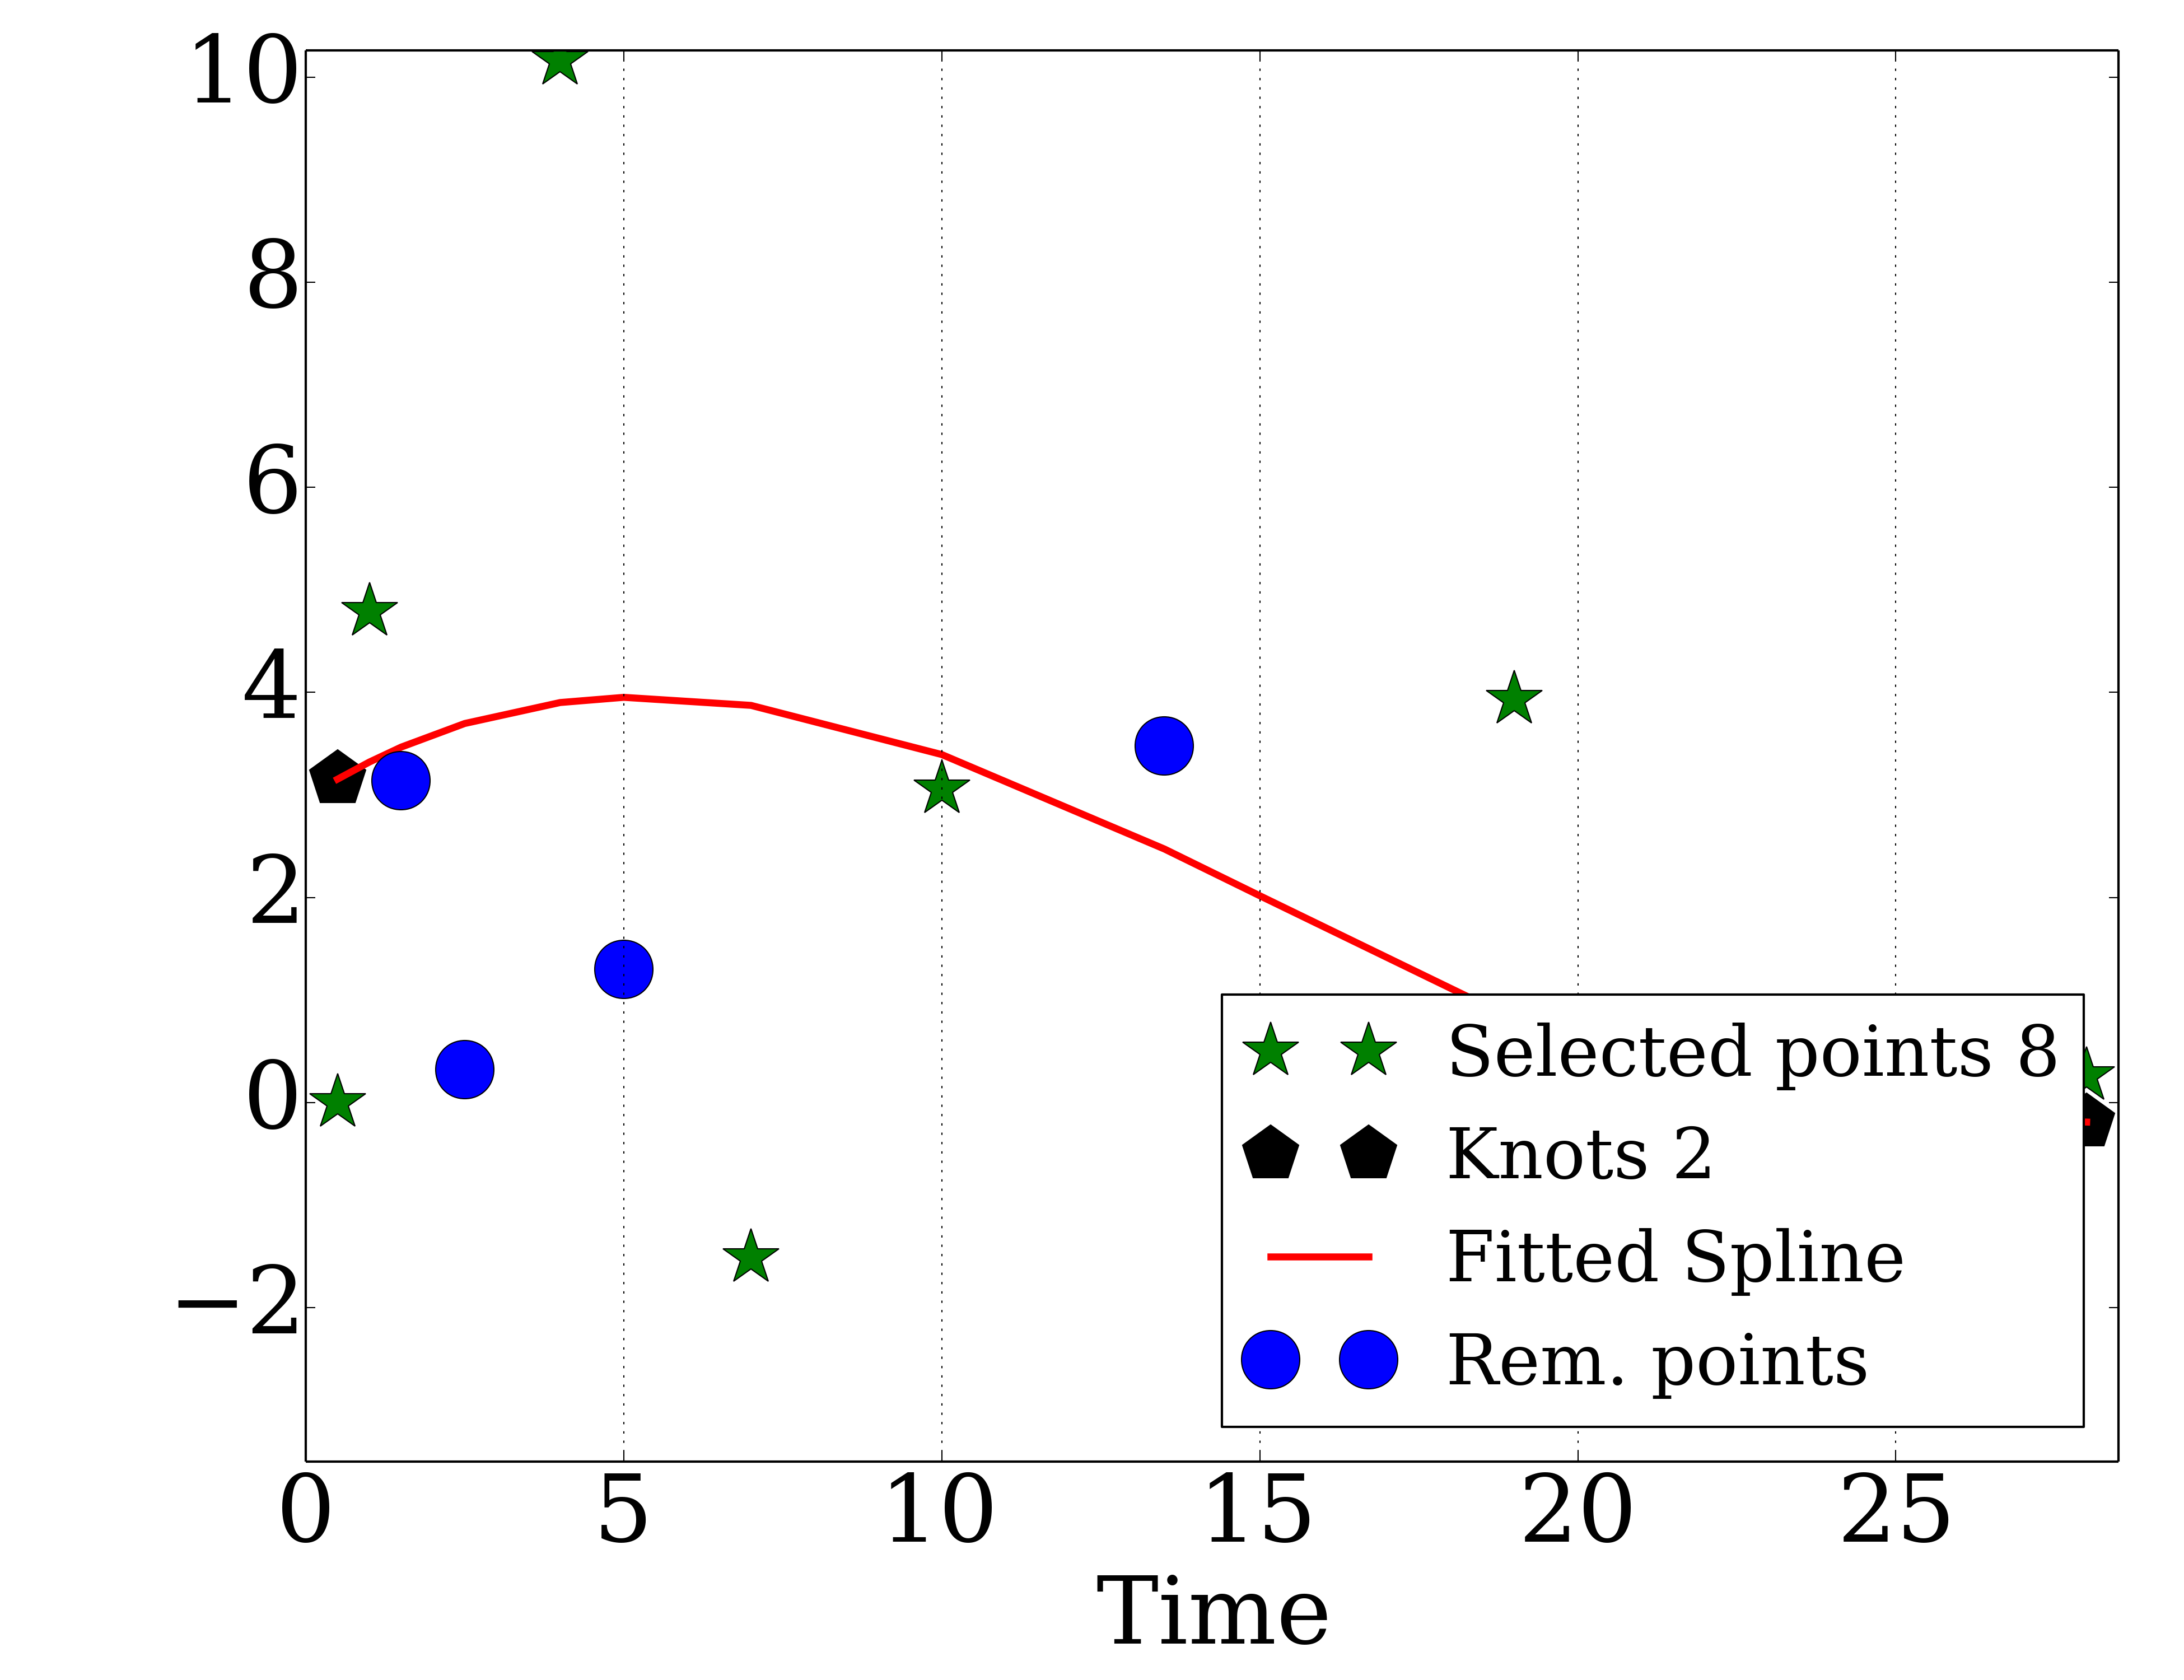 10
8
6
4
2
0
−2
Selected points 8
Knots 2
Fitted Spline
Rem. points
0 5 10 15 20 25
Time